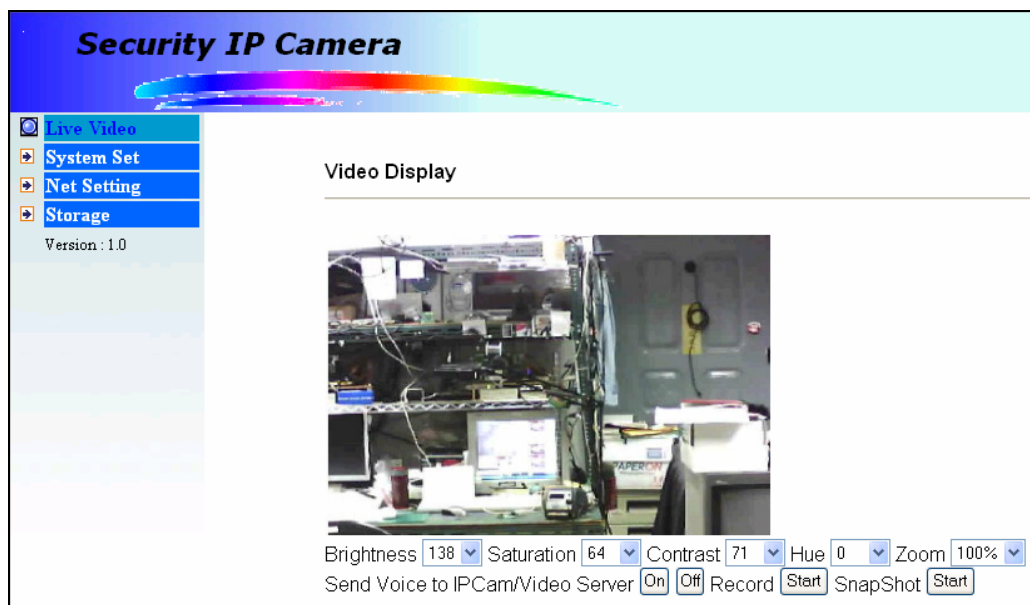 Security IP Camera
Live Video
System Set
Net Setting
Storage
Version : 1.0
Video Display
PAPERON
Brightness 138 Saturation 64 Contrast 71 Hue 0 Zoom 100%
Send Voice to IPCam/Video Server On Off Record Start SnapShot Start